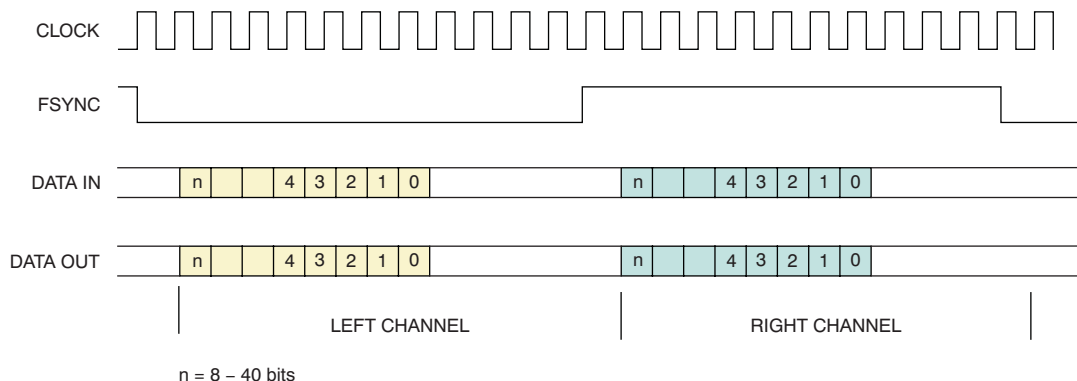 CLOCK
FSYNC
DATA IN n 4 3 2 1 0 n 4 3 2 1 0
DATA OUT n 4 3 2 1 0 n 4 3 2 1 0
LEFT CHANNEL RIGHT CHANNEL
n = 8 – 40 bits